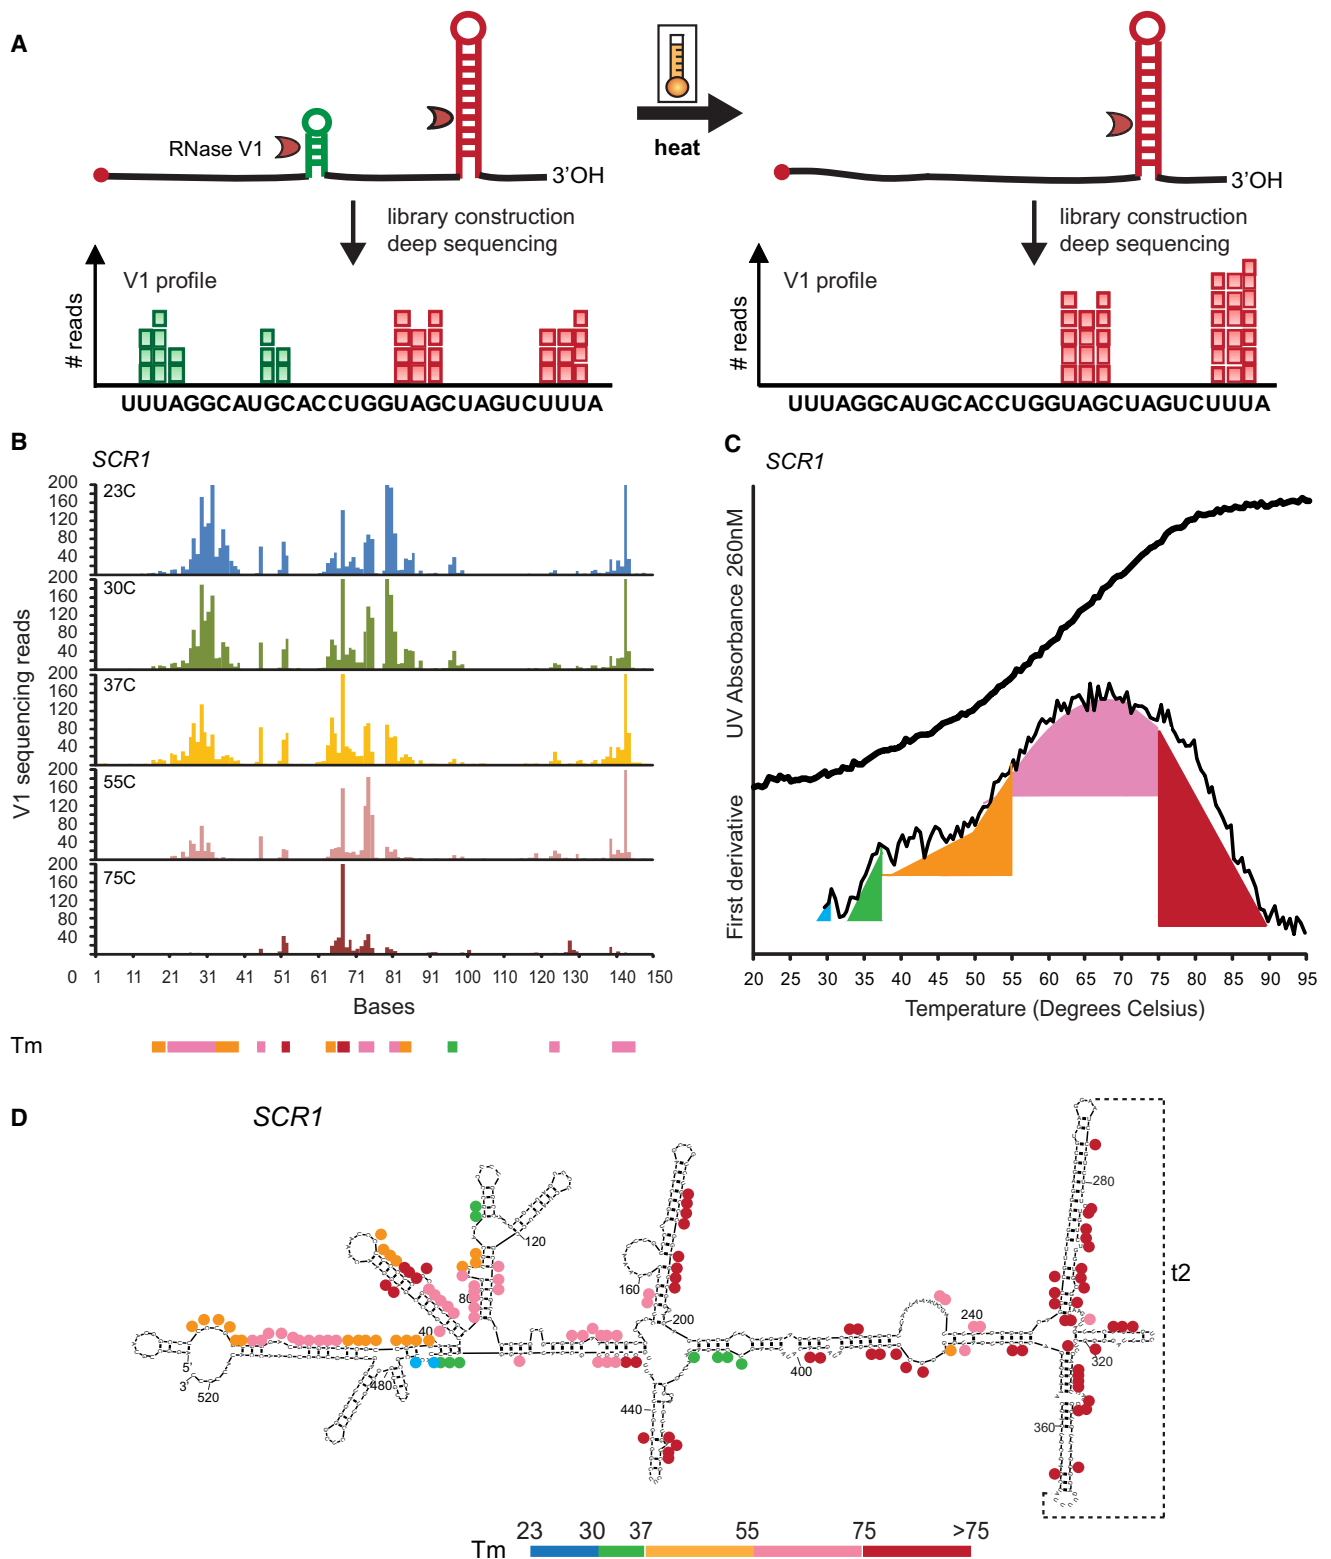 A
RNase V1
3'OH
heat
3'OH
library construction
deep sequencing
library construction
deep sequencing
V1 profile
# reads
UUUAGGCAUGCACCUGGUAGCUAGUCUUUA
V1 profile
# reads
UUUAGGCAUGCACCUGGUAGCUAGUCUUUA
B
SCR1
V1 sequencing reads
200
160
120
80
40
23C
200
160
120
80
40
30C
200
160
120
80
40
37C
200
160
120
80
40
55C
200
160
120
80
40
75C
0 1 11 21 31 41 51 61 71 81 91 100 110 120 130 140 150
Bases
Tm
C
SCR1
UV Absorbance 260nM
First derivative
20 25 30 35 40 45 50 55 60 65 70 75 80 85 90 95
Temperature (Degrees Celsius)
D
SCR1
5'
3'
520
40
480
80
120
160
200
440
400
240
280
320
360
t2
Tm
23 30 37 55 75 >75